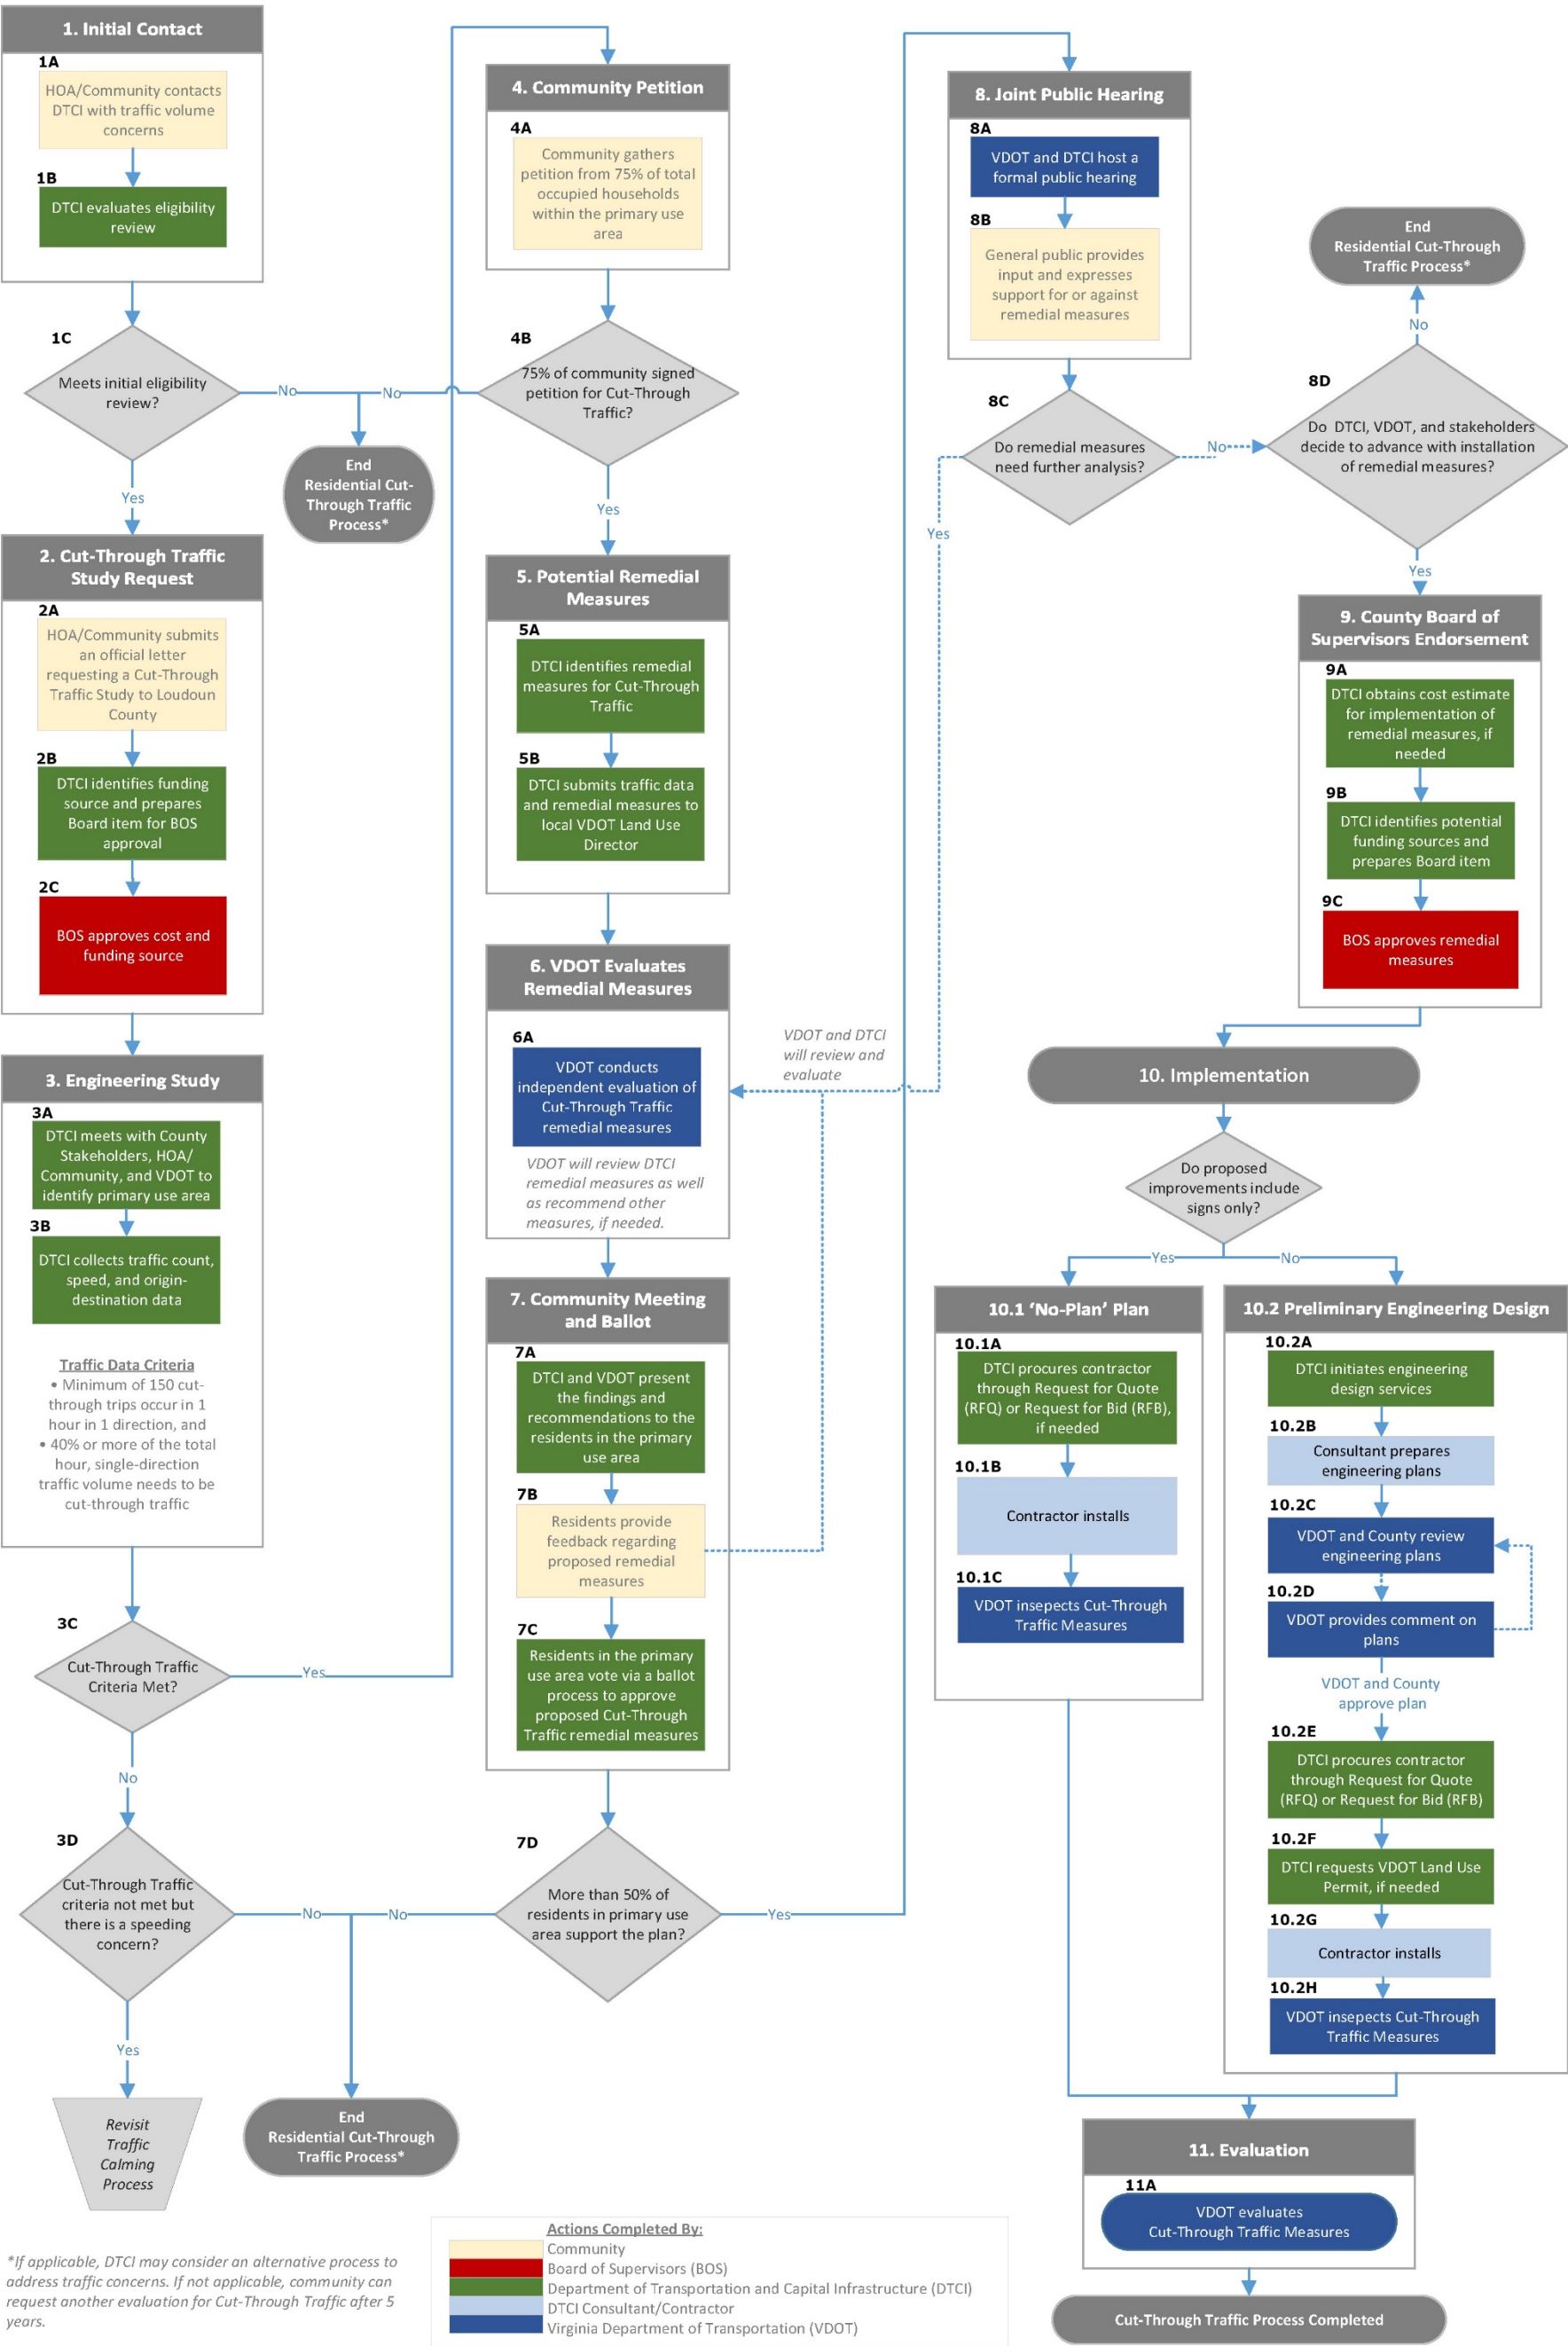 1. Initial Contact
1A
HOA/Community contacts
DTCI with traffic volume
concerns
1B
DTCI evaluates eligibility
review
1C
Meets initial eligibility
review?
No
Yes
End
Residential Cut-
Through Traffic
Process*
2. Cut-Through Traffic
Study Request
2A
HOA/Community submits
an official letter
requesting a Cut-Through
Traffic Study to Loudoun
County
2B
DTCI identifies funding
source and prepares
Board item for BOS
approval
2C
BOS approves cost and
funding source
3. Engineering Study
3A
DTCI meets with County
Stakeholders, HOA/
Community, and VDOT to
identify primary use area
3B
DTCI collects traffic count,
speed, and origin-
destination data
Traffic Data Criteria
• Minimum of 150 cut-
through trips occur in 1
hour in 1 direction, and
• 40% or more of the total
hour, single-direction
traffic volume needs to be
cut-through traffic
3C
Cut-Through Traffic
Criteria Met?
Yes
No
3D
Cut-Through Traffic
criteria not met but
there is a speeding
concern?
No
Yes
Revisit
Traffic
Calming
Process
End
Residential Cut-Through
Traffic Process*
4. Community Petition
4A
Community gathers
petition from 75% of total
occupied households
within the primary use
area
4B
75% of community signed
petition for Cut-Through
Traffic?
No
Yes
5. Potential Remedial
Measures
5A
DTCI identifies remedial
measures for Cut-Through
Traffic
5B
DTCI submits traffic data
and remedial measures to
local VDOT Land Use
Director
6. VDOT Evaluates
Remedial Measures
6A
VDOT conducts
independent evaluation of
Cut-Through Traffic
remedial measures
VDOT will review DTCI
remedial measures as well
as recommend other
measures, if needed.
VDOT and DTCI
will review and
evaluate
7. Community Meeting
and Ballot
7A
DTCI and VDOT present
the findings and
recommendations to the
residents in the primary
use area
7B
Residents provide
feedback regarding
proposed remedial
measures
7C
Residents in the primary
use area vote via a ballot
process to approve
proposed Cut-Through
Traffic remedial measures
7D
More than 50% of
residents in primary use
area support the plan?
No
Yes
8. Joint Public Hearing
8A
VDOT and DTCI host a
formal public hearing
8B
General public provides
input and expresses
support for or against
remedial measures
8C
Do remedial measures
need further analysis?
Yes
No
8D
Do DTCI, VDOT, and stakeholders
decide to advance with installation
of remedial measures?
No
End
Residential Cut-Through
Traffic Process*
Yes
9. County Board of
Supervisors Endorsement
9A
DTCI obtains cost estimate
for implementation of
remedial measures, if
needed
9B
DTCI identifies potential
funding sources and
prepares Board item
9C
BOS approves remedial
measures
10. Implementation
Do proposed
improvements include
signs only?
Yes
No
10.1 ‘No-Plan’ Plan
10.1A
DTCI procures contractor
through Request for Quote
(RFQ) or Request for Bid (RFB),
if needed
10.1B
Contractor installs
10.1C
VDOT insepects Cut-Through
Traffic Measures
10.2 Preliminary Engineering Design
10.2A
DTCI initiates engineering
design services
10.2B
Consultant prepares
engineering plans
10.2C
VDOT and County review
engineering plans
10.2D
VDOT provides comment on
plans
VDOT and County
approve plan
10.2E
DTCI procures contractor
through Request for Quote
(RFQ) or Request for Bid (RFB)
10.2F
DTCI requests VDOT Land Use
Permit, if needed
10.2G
Contractor installs
10.2H
VDOT insepects Cut-Through
Traffic Measures
11. Evaluation
11A
VDOT evaluates
Cut-Through Traffic Measures
Cut-Through Traffic Process Completed
*If applicable, DTCI may consider an alternative process to
address traffic concerns. If not applicable, community can
request another evaluation for Cut-Through Traffic after 5
years.
Actions Completed By:
Community
Board of Supervisors (BOS)
Department of Transportation and Capital Infrastructure (DTCI)
DTCI Consultant/Contractor
Virginia Department of Transportation (VDOT)